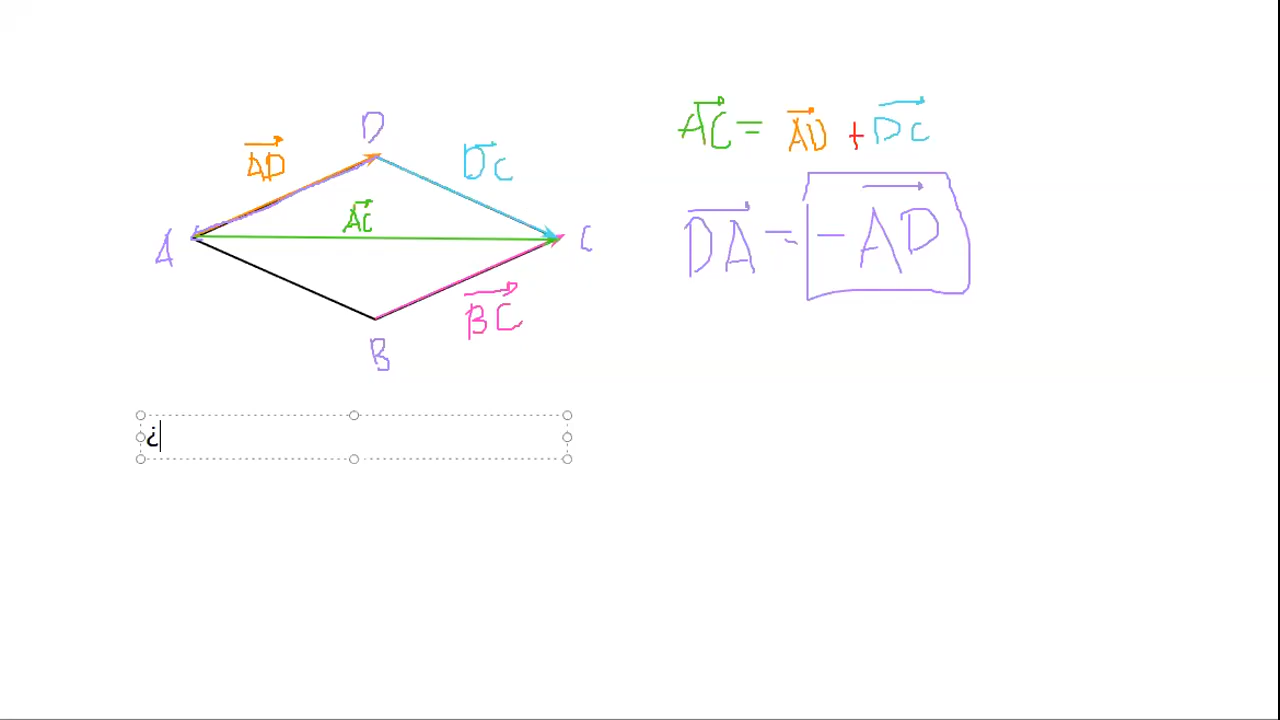 D
AD
DC
AC
A
C
BC
B
AC = AD + DC
DA = -AD
¿